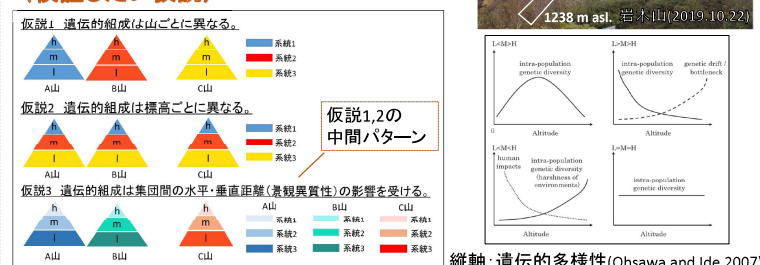 仮説1 遺伝的組成は山ごとに異なる。
h h h
m m m
l l l
A山 B山 C山
系統1
系統2
系統3
仮説2 遺伝的組成は標高ごとに異なる。
h h h
m m m
l l l
A山 B山 C山
系統1
系統2
系統3
仮説1,2の
中間パターン
仮説3 遺伝的組成は集団間の水平・垂直距離(景観異質性)の影響を受ける。
h h h
m m m
l l l
A山 B山 C山
A山 B山 C山
系統1 系統1 系統1
系統2 系統2 系統2
系統3 系統3 系統3
1238 m asl. 岩木山(2019.10.22)
L<M>H
intra-population
genetic diversity
0
Altitude
L>M>H
intra-population
genetic diversity
genetic drift /
bottleneck
Altitude
L<M<H
human
impacts
intra-population
genetic diversity
(harshness of
environments)
Altitude
L=M=H
intra-population
genetic diversity
Altitude
縦軸:遺伝的多様性(Ohsawa and Ide 2007)